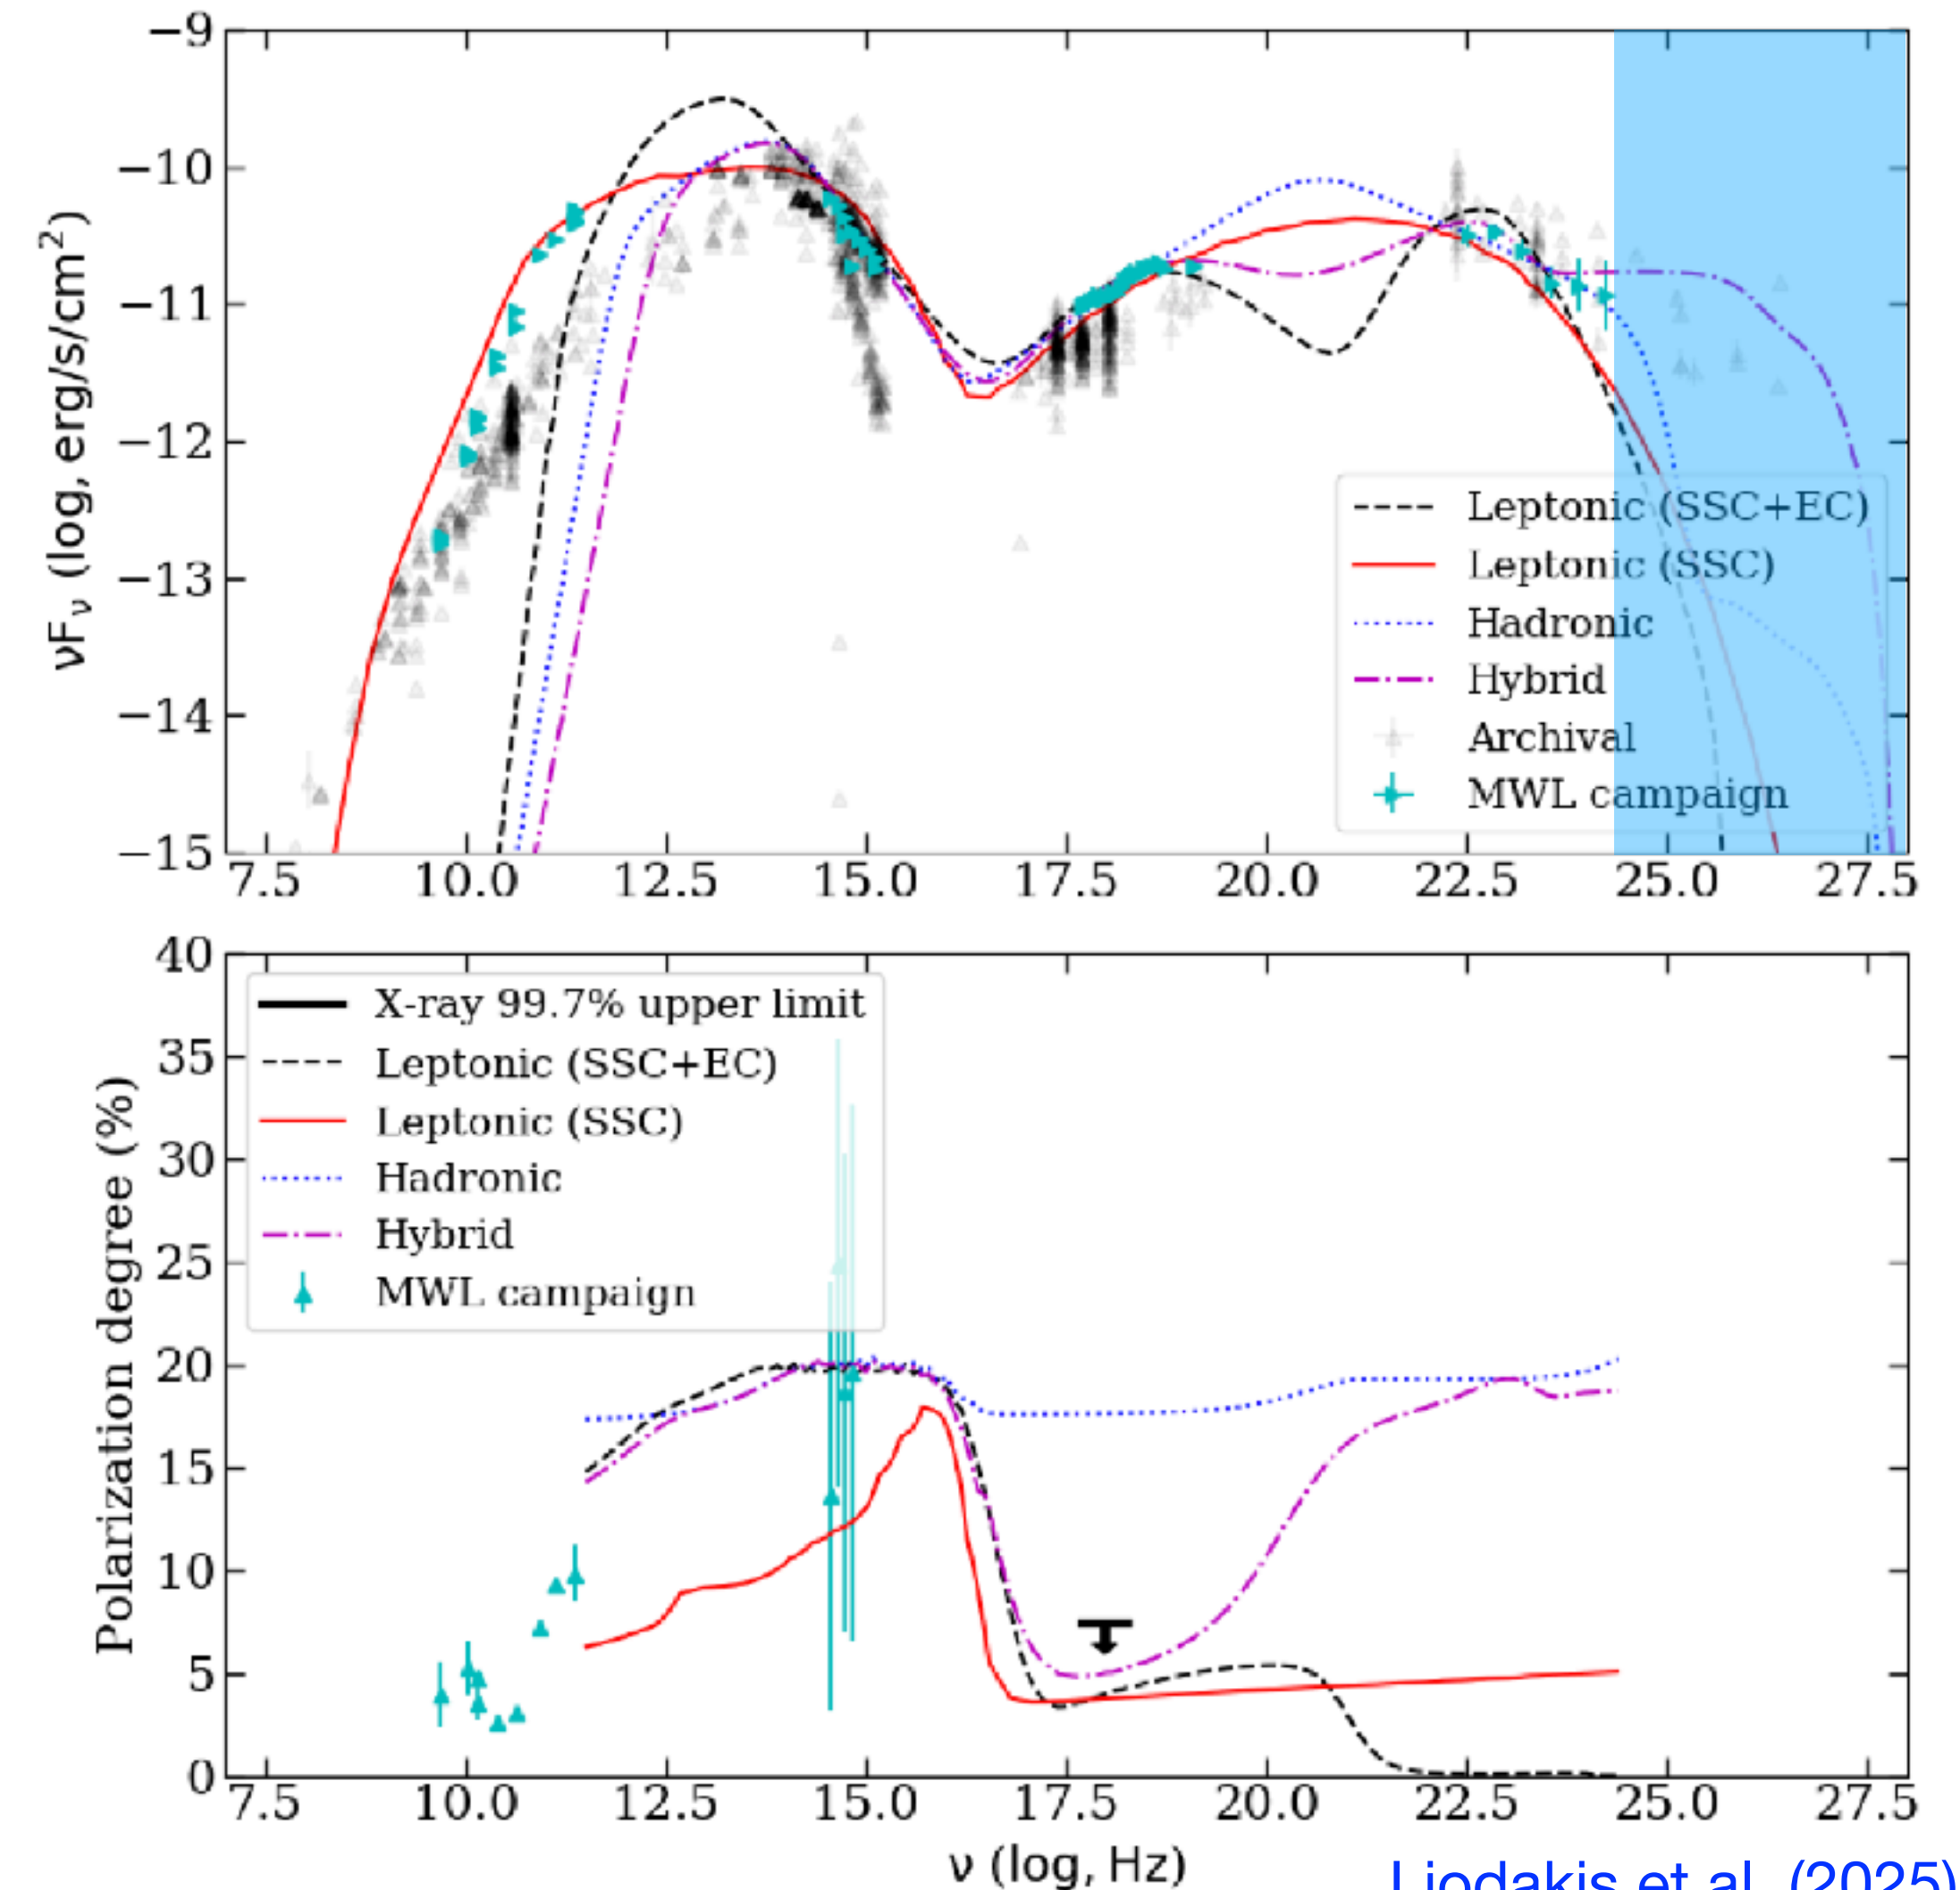 −9
−10
−11
−12
−13
−14
−15
νFν (log, erg/s/cm²)
Leptonic (SSC+EC)
Leptonic (SSC)
Hadronic
Hybrid
Archival
MWL campaign
7.5 10.0 12.5 15.0 17.5 20.0 22.5 25.0 27.5
40
35
30
25
20
15
10
5
0
Polarization degree (%)
X-ray 99.7% upper limit
Leptonic (SSC+EC)
Leptonic (SSC)
Hadronic
Hybrid
MWL campaign
7.5 10.0 12.5 15.0 17.5 20.0 22.5 25.0 27.5
ν (log, Hz)
Liodakis et al. (2025)